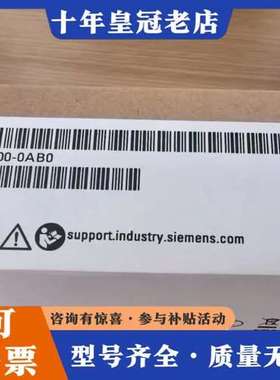 十年皇冠老店
00-0AB0
support.industry.siemens.com
咨询有惊喜·参与补贴活动
票
型号齐全·质量无